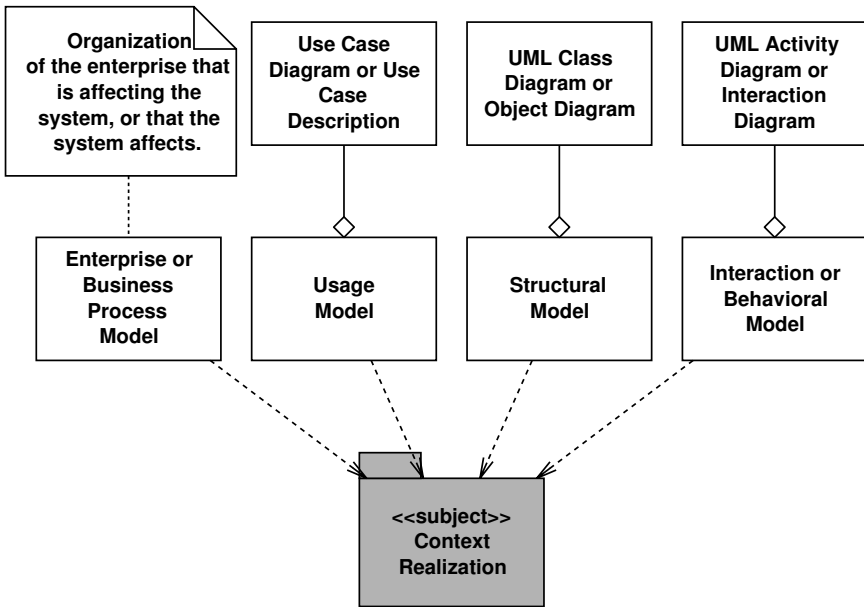 Organization
of the enterprise that
is affecting the
system, or that the
system affects.
Use Case
Diagram or Use
Case
Description
UML Class
Diagram or
Object Diagram
UML Activity
Diagram or
Interaction
Diagram
Enterprise or
Business
Process
Model
Usage
Model
Structural
Model
Interaction or
Behavioral
Model
<<subject>>
Context
Realization